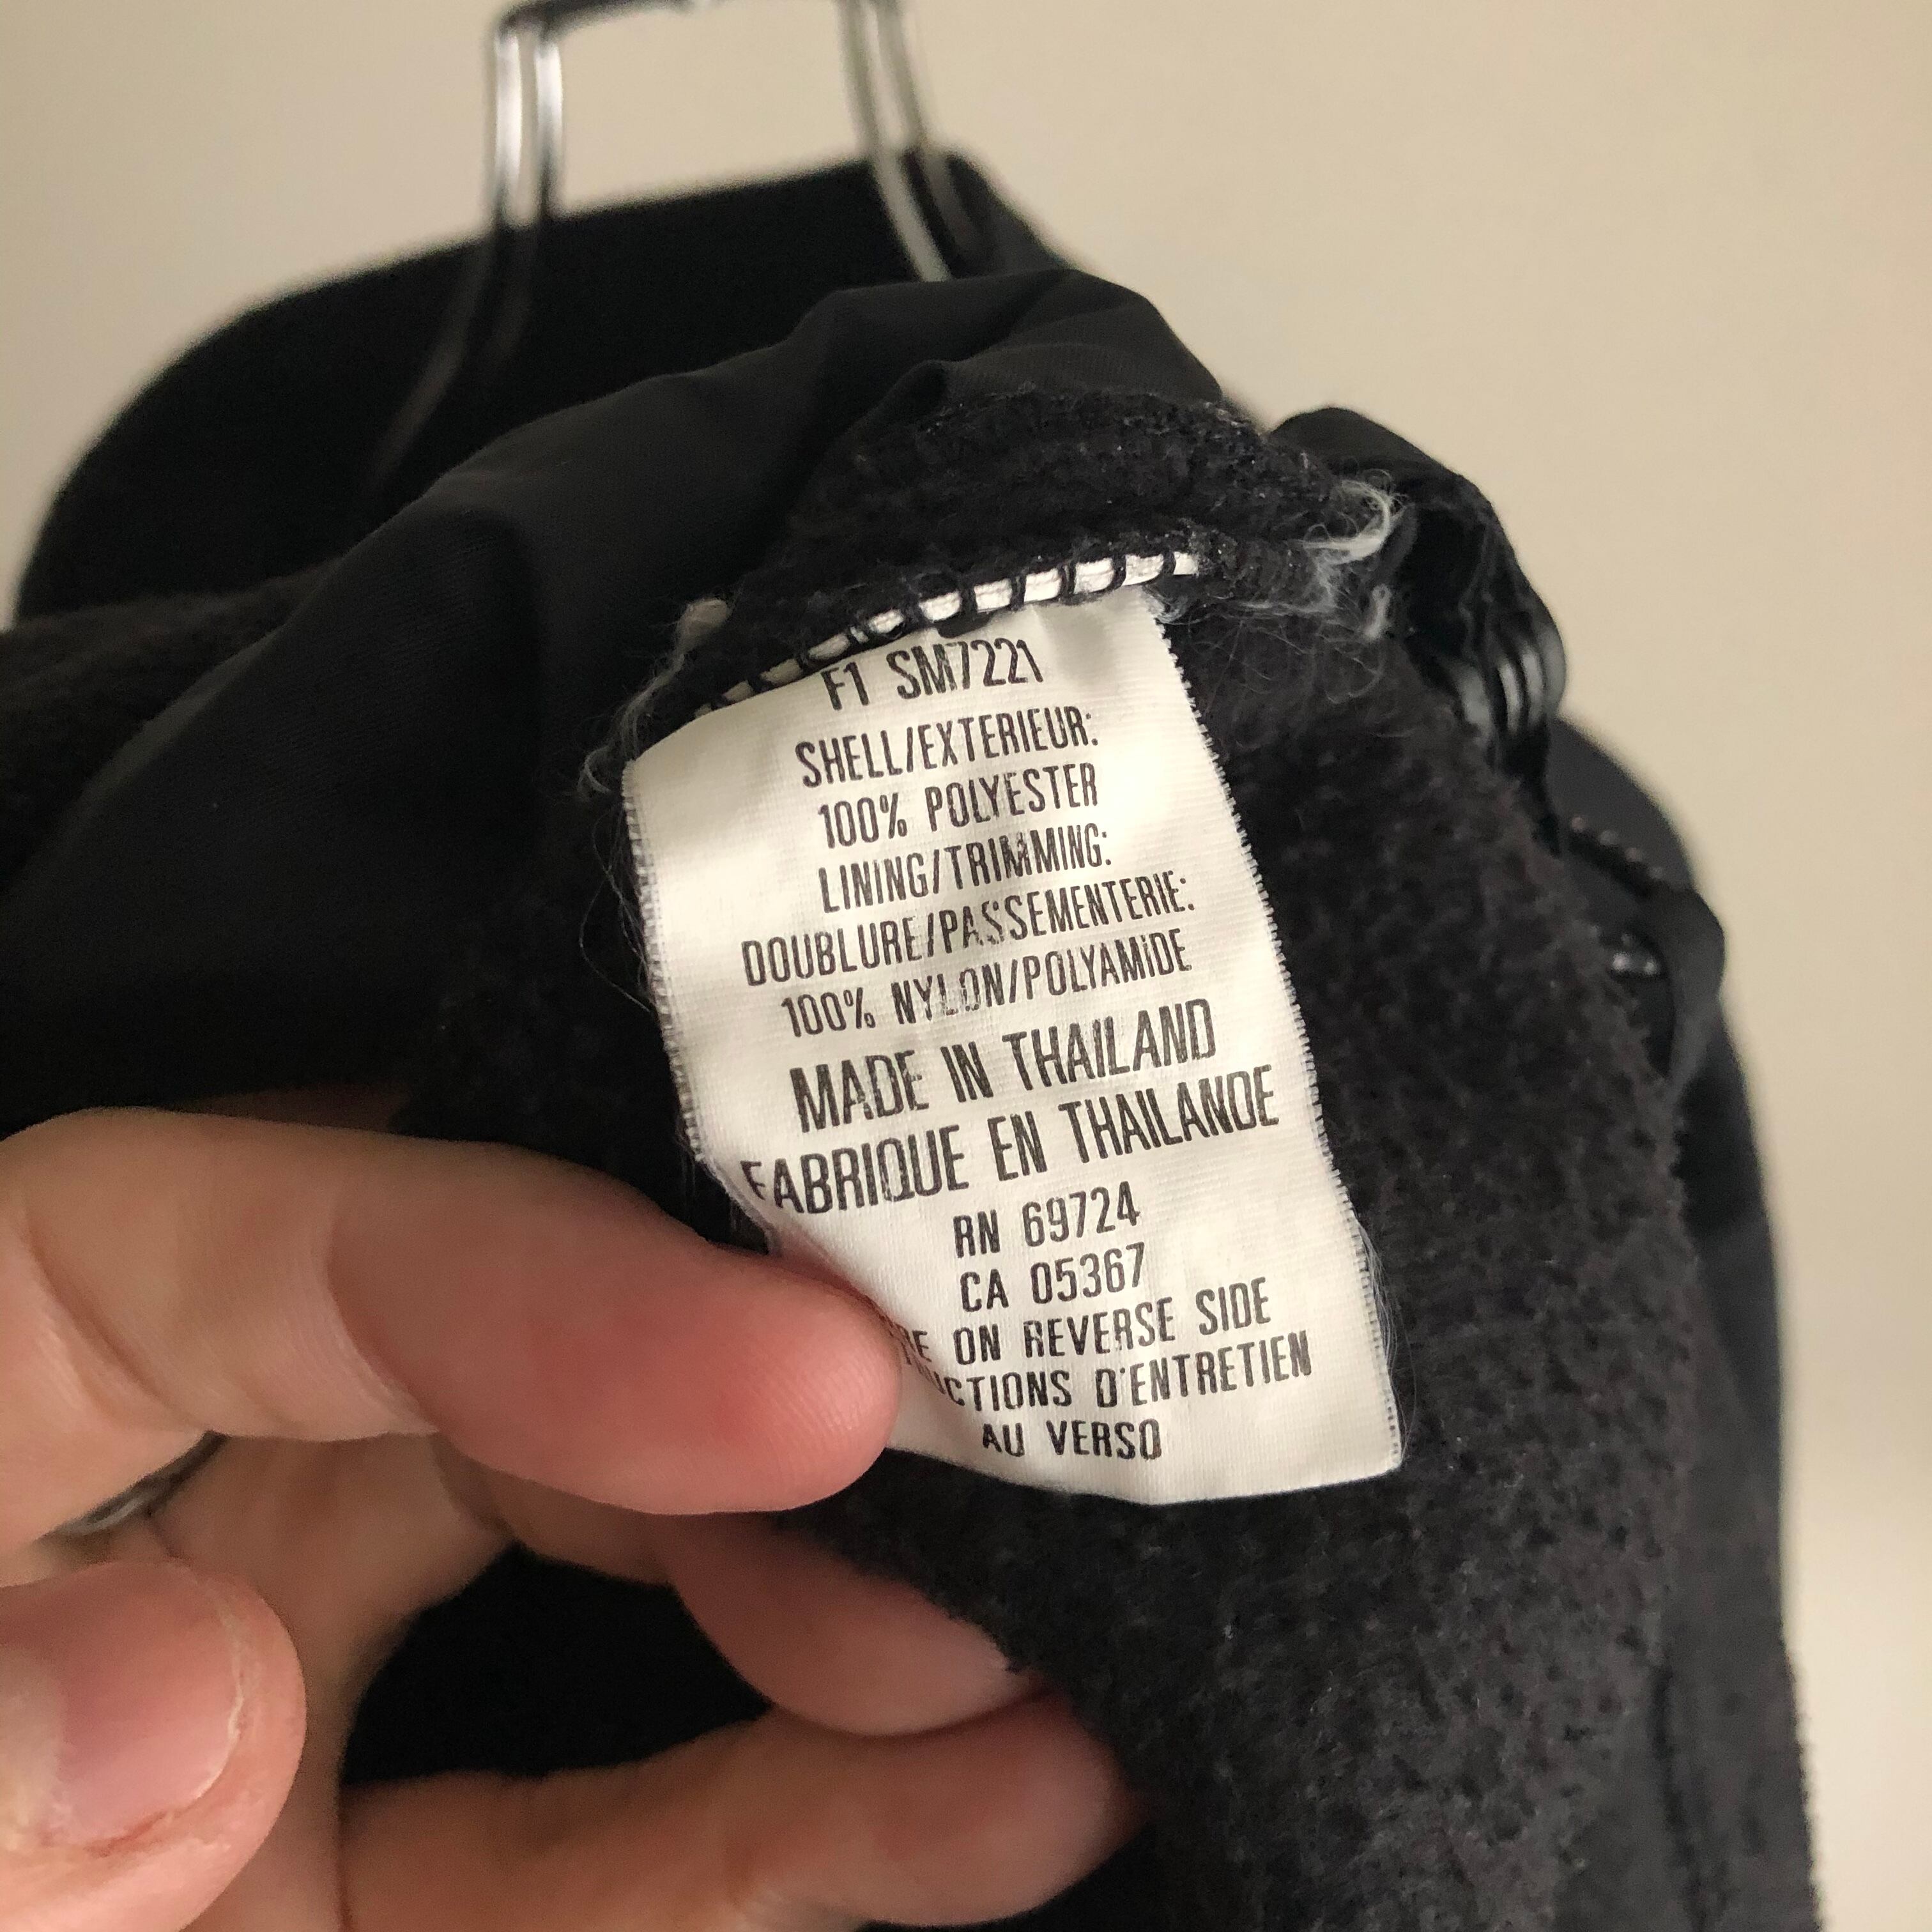 F1 SM7221
SHELL/EXTERIEUR:
100% POLYESTER
LINING/TRIMMING:
DOUBLURE/PASSEMENTERIE:
100% NYLON/POLYAMIDE
MADE IN THAILAND
FABRIQUE EN THAILANDE
RN 69724
CA 05367
ON REVERSE SIDE
D'ENTRETIEN
AU VERSO